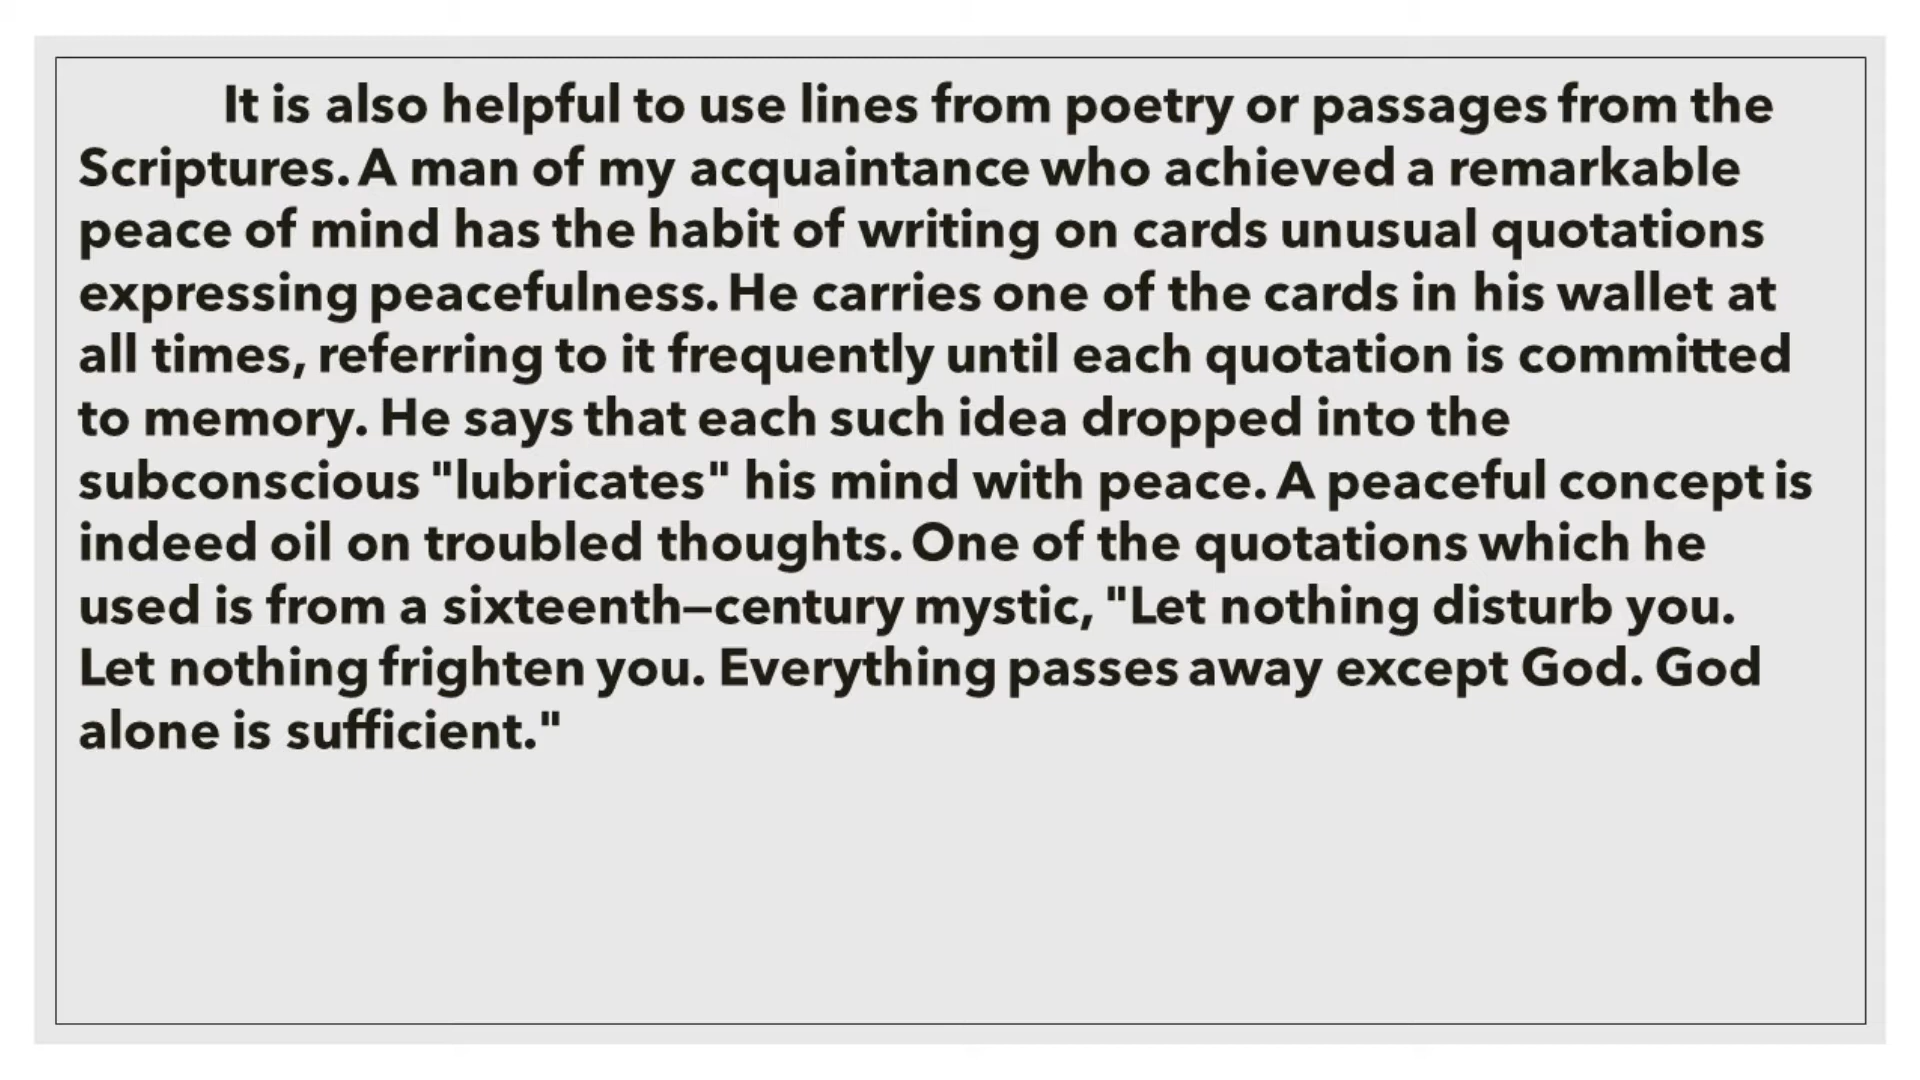 It is also helpful to use lines from poetry or passages from the
Scriptures. A man of my acquaintance who achieved a remarkable
peace of mind has the habit of writing on cards unusual quotations
expressing peacefulness. He carries one of the cards in his wallet at
all times, referring to it frequently until each quotation is committed
to memory. He says that each such idea dropped into the
subconscious "lubricates" his mind with peace. A peaceful concept is
indeed oil on troubled thoughts. One of the quotations which he
used is from a sixteenth—century mystic, "Let nothing disturb you.
Let nothing frighten you. Everything passes away except God. God
alone is sufficient."